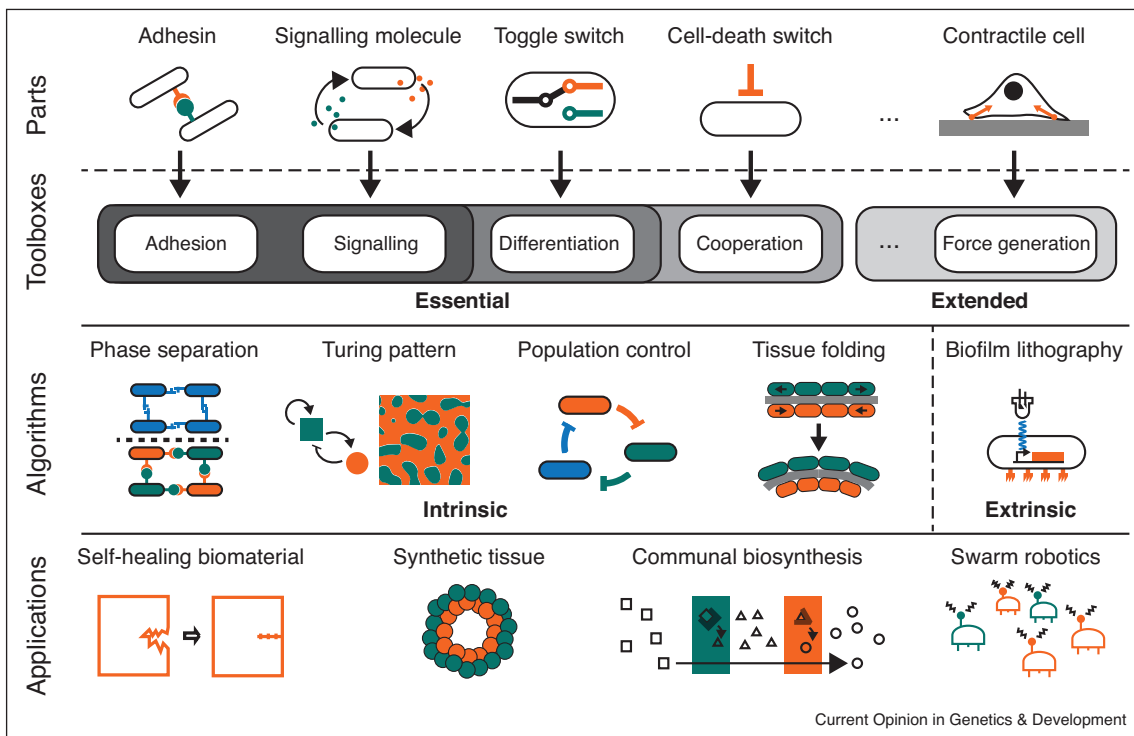 Parts
Adhesin
Signalling molecule
Toggle switch
Cell-death switch
Contractile cell
...
Toolboxes
Adhesion
Signalling
Differentiation
Cooperation
...
Force generation
Essential
Extended
Algorithms
Phase separation
Turing pattern
Population control
Tissue folding
Biofilm lithography
Intrinsic
Extrinsic
Applications
Self-healing biomaterial
Synthetic tissue
Communal biosynthesis
Swarm robotics
Current Opinion in Genetics & Development